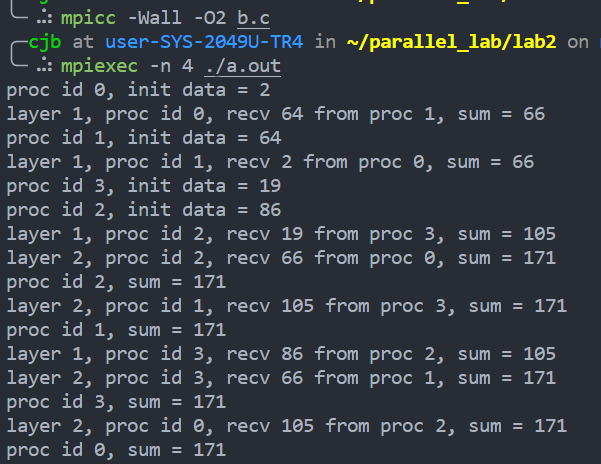 mpicc -Wall -O2 b.c
cjb at user-SYS-2049U-TR4 in ~/parallel_lab/lab2 on
mpiexec -n 4 ./a.out
proc id 0, init data = 2
layer 1, proc id 0, recv 64 from proc 1, sum = 66
proc id 1, init data = 64
layer 1, proc id 1, recv 2 from proc 0, sum = 66
proc id 3, init data = 19
proc id 2, init data = 86
layer 1, proc id 2, recv 19 from proc 3, sum = 105
layer 2, proc id 2, recv 66 from proc 0, sum = 171
proc id 2, sum = 171
layer 2, proc id 1, recv 105 from proc 3, sum = 171
proc id 1, sum = 171
layer 1, proc id 3, recv 86 from proc 2, sum = 105
layer 2, proc id 3, recv 66 from proc 1, sum = 171
proc id 3, sum = 171
layer 2, proc id 0, recv 105 from proc 2, sum = 171
proc id 0, sum = 171